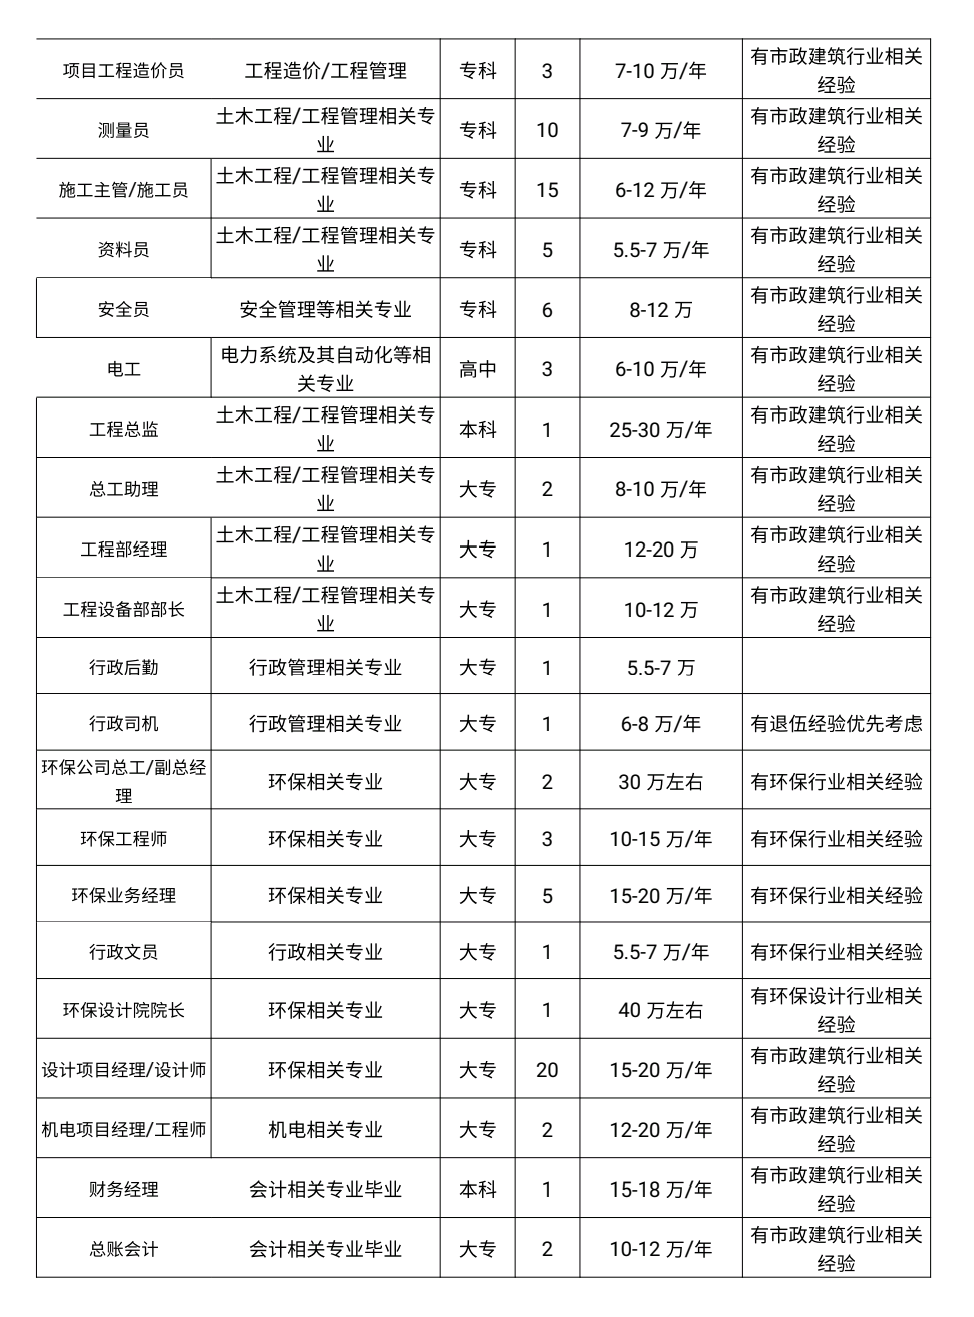 项目工程造价员 工程造价/工程管理 专科 3 7-10 万/年 有市政建筑行业相关
经验
测量员 土木工程/工程管理相关专
业 专科 10 7-9 万/年 有市政建筑行业相关
经验
施工主管/施工员 土木工程/工程管理相关专
业 专科 15 6-12 万/年 有市政建筑行业相关
经验
资料员 土木工程/工程管理相关专
业 专科 5 5.5-7 万/年 有市政建筑行业相关
经验
安全员 安全管理等相关专业 专科 6 8-12 万 有市政建筑行业相关
经验
电工 电力系统及其自动化等相
关专业 高中 3 6-10 万/年 有市政建筑行业相关
经验
工程总监 土木工程/工程管理相关专
业 本科 1 25-30 万/年 有市政建筑行业相关
经验
总工助理 土木工程/工程管理相关专
业 大专 2 8-10 万/年 有市政建筑行业相关
经验
工程部经理 土木工程/工程管理相关专
业 大专 1 12-20 万 有市政建筑行业相关
经验
工程设备部部长 土木工程/工程管理相关专
业 大专 1 10-12 万 有市政建筑行业相关
经验
行政后勤 行政管理相关专业 大专 1 5.5-7 万
行政司机 行政管理相关专业 大专 1 6-8 万/年 有退伍经验优先考虑
环保公司总工/副总经
理 环保相关专业 大专 2 30 万左右 有环保行业相关经验
环保工程师 环保相关专业 大专 3 10-15 万/年 有环保行业相关经验
环保业务经理 环保相关专业 大专 5 15-20 万/年 有环保行业相关经验
行政文员 行政相关专业 大专 1 5.5-7 万/年 有环保行业相关经验
环保设计院院长 环保相关专业 大专 1 40 万左右 有环保设计行业相关
经验
设计项目经理/设计师 环保相关专业 大专 20 15-20 万/年 有市政建筑行业相关
经验
机电项目经理/工程师 机电相关专业 大专 2 12-20 万/年 有市政建筑行业相关
经验
财务经理 会计相关专业毕业 本科 1 15-18 万/年 有市政建筑行业相关
经验
总账会计 会计相关专业毕业 大专 2 10-12 万/年 有市政建筑行业相关
经验